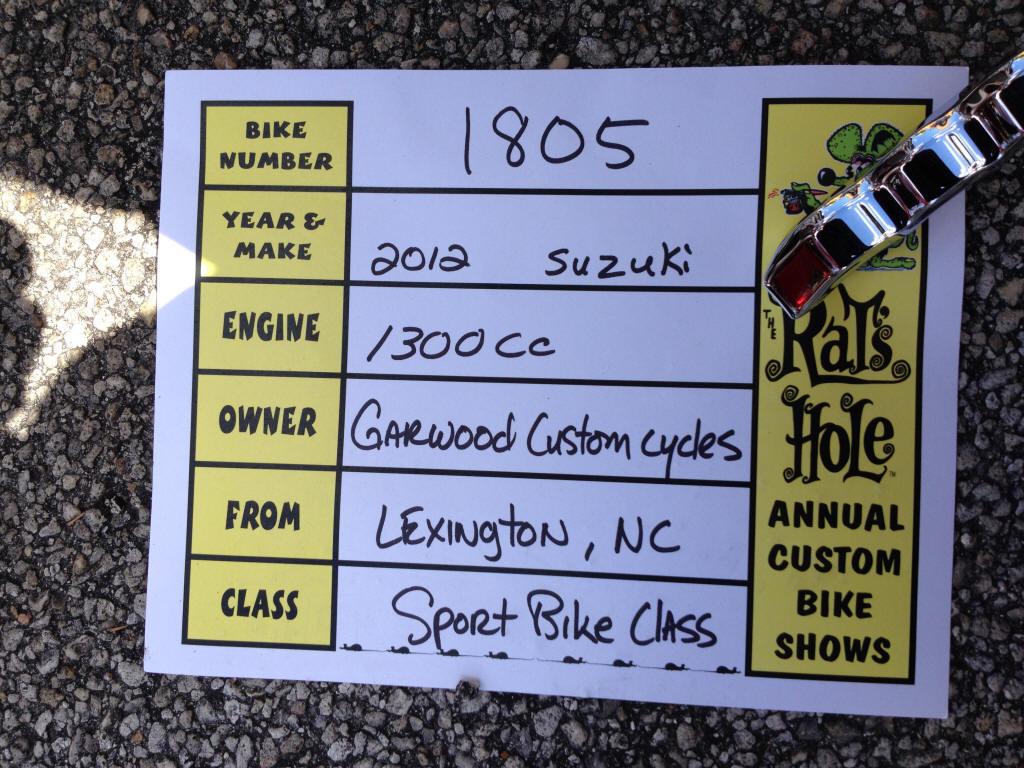 BIKE
NUMBER
1805
YEAR &
MAKE
2012 SUZUKi
ENGINE
1300cc
OWNER
GARWOOD Custom cycles
FROM
LEXINGTON, NC
CLASS
Sport Bike Class
THE
RAT'S
HOLE™
ANNUAL
CUSTOM
BIKE
SHOWS